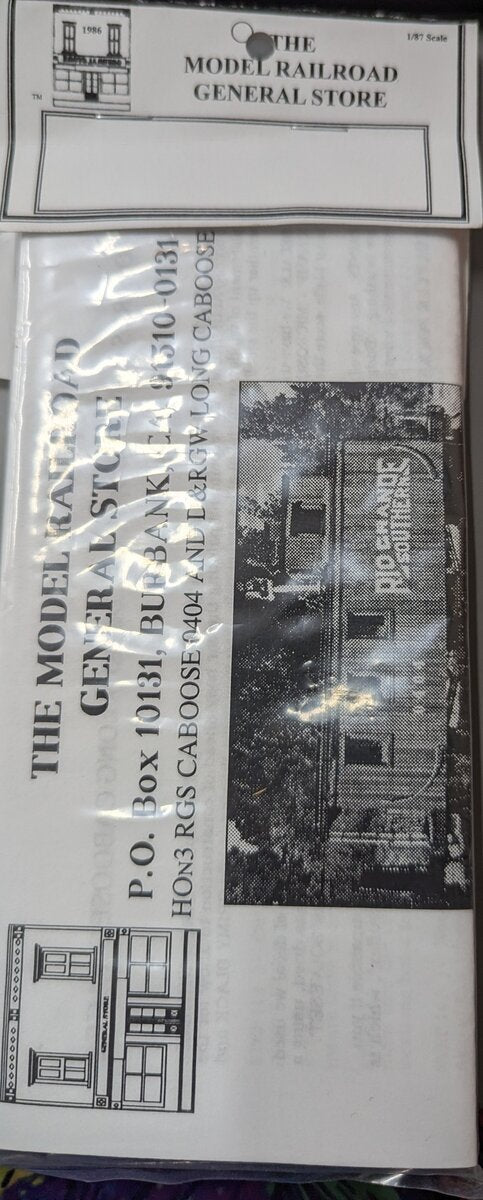 1986
THE
MODEL RAILROAD
GENERAL STORE
1/87 Scale
TM
THE MODEL RAILROAD
GENERAL STORE
P.O. Box 10131, BURBANK, CA. 91510-0131
HON3 RGS CABOOSE 0404 AND D&RGW LONG CABOOSE
RIO GRANDE
SOUTHERN
0404
GENERAL STORE